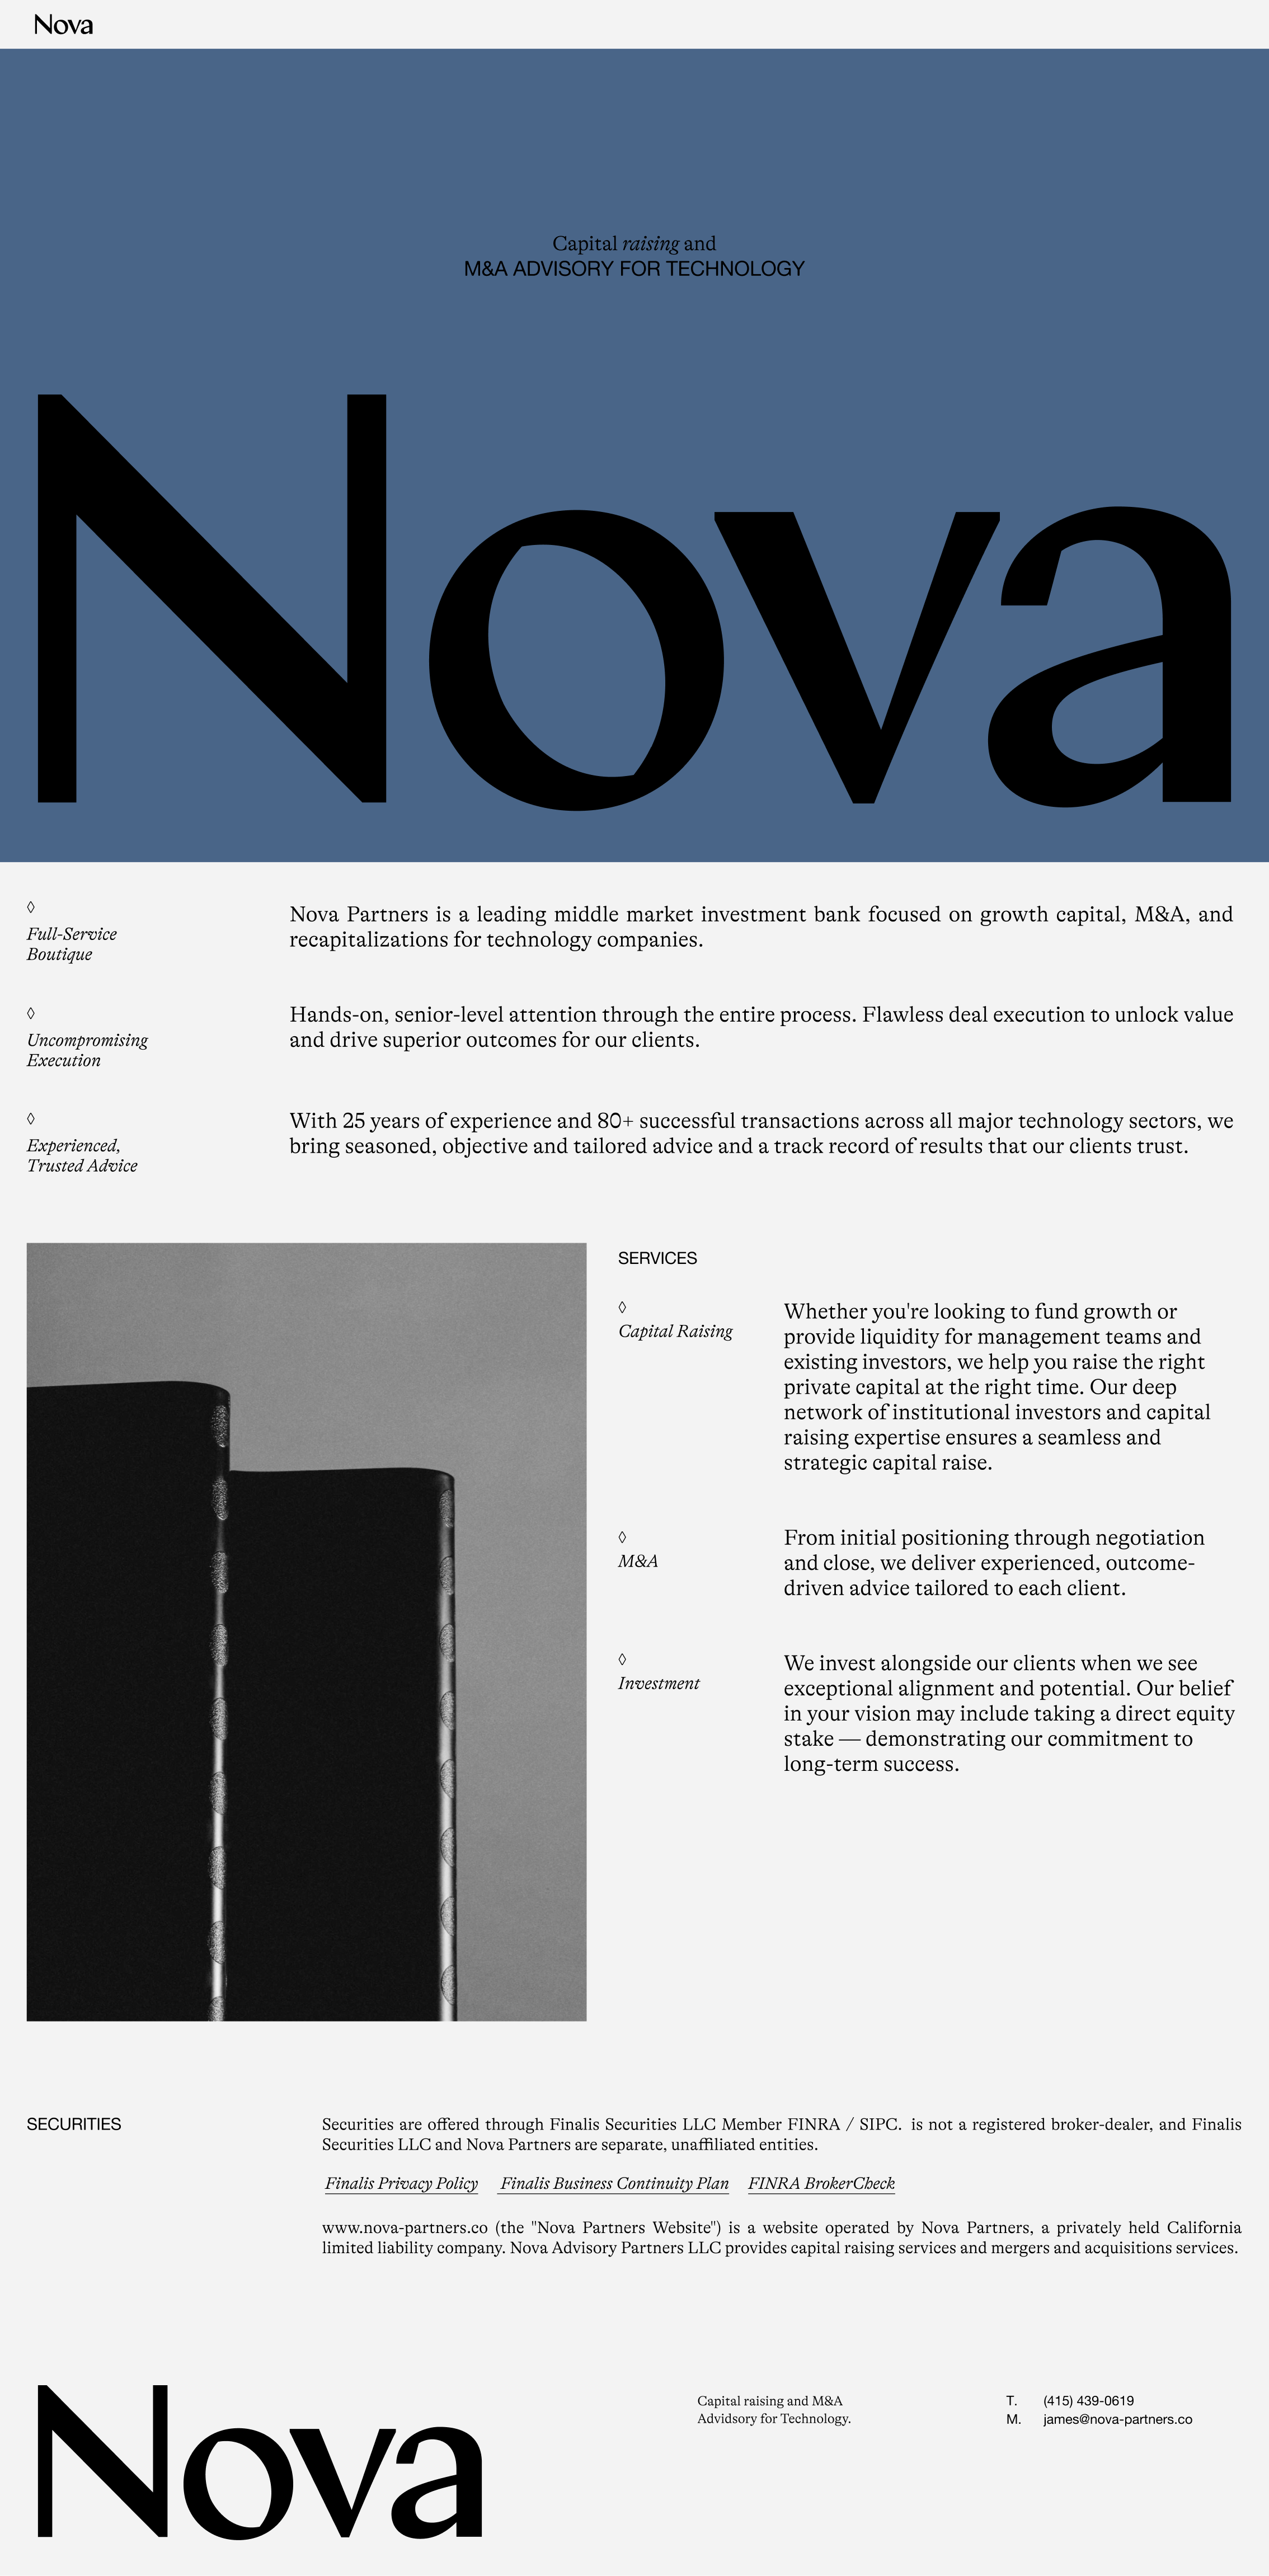 Nova
Capital raising and
M&A ADVISORY FOR TECHNOLOGY
Nova
◊
Full-Service
Boutique
Nova Partners is a leading middle market investment bank focused on growth capital, M&A, and
recapitalizations for technology companies.
◊
Uncompromising
Execution
Hands-on, senior-level attention through the entire process. Flawless deal execution to unlock value
and drive superior outcomes for our clients.
◊
Experienced,
Trusted Advice
With 25 years of experience and 80+ successful transactions across all major technology sectors, we
bring seasoned, objective and tailored advice and a track record of results that our clients trust.
SERVICES
◊
Capital Raising
Whether you're looking to fund growth or
provide liquidity for management teams and
existing investors, we help you raise the right
private capital at the right time. Our deep
network of institutional investors and capital
raising expertise ensures a seamless and
strategic capital raise.
◊
M&A
From initial positioning through negotiation
and close, we deliver experienced, outcome-
driven advice tailored to each client.
◊
Investment
We invest alongside our clients when we see
exceptional alignment and potential. Our belief
in your vision may include taking a direct equity
stake — demonstrating our commitment to
long-term success.
SECURITIES
Securities are offered through Finalis Securities LLC Member FINRA / SIPC.  is not a registered broker-dealer, and Finalis
Securities LLC and Nova Partners are separate, unaffiliated entities.
Finalis Privacy Policy   Finalis Business Continuity Plan   FINRA BrokerCheck
www.nova-partners.co (the "Nova Partners Website") is a website operated by Nova Partners, a privately held California
limited liability company. Nova Advisory Partners LLC provides capital raising services and mergers and acquisitions services.
Nova
Capital raising and M&A
Advidsory for Technology.
T. (415) 439-0619
M. james@nova-partners.co